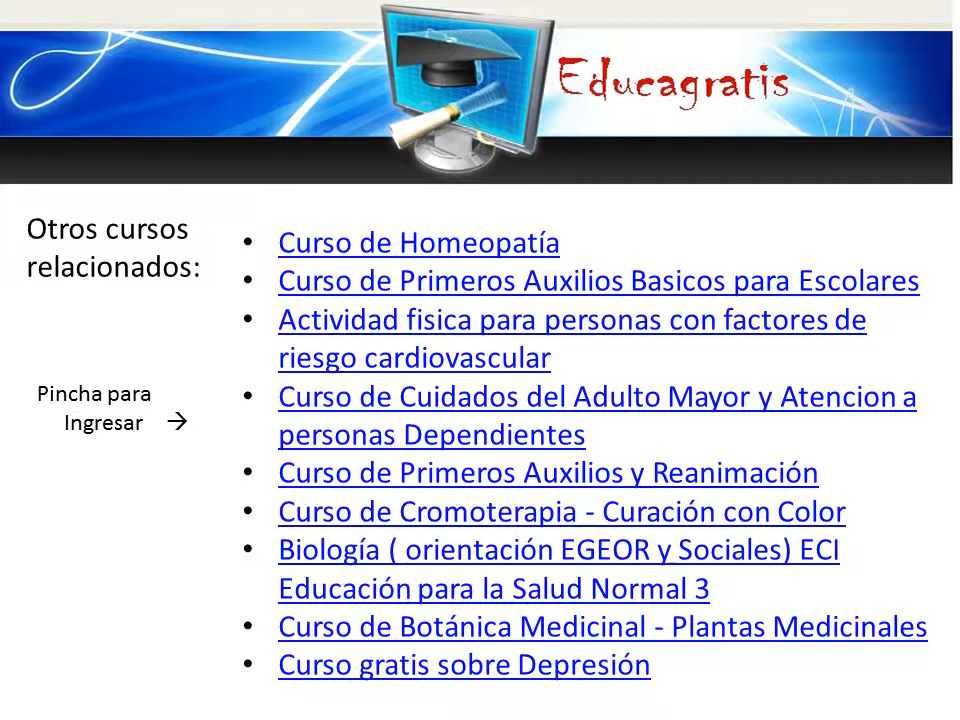 Educagratis
Otros cursos
relacionados:
Pincha para
Ingresar →
• Curso de Homeopatía
• Curso de Primeros Auxilios Basicos para Escolares
• Actividad fisica para personas con factores de
riesgo cardiovascular
• Curso de Cuidados del Adulto Mayor y Atencion a
personas Dependientes
• Curso de Primeros Auxilios y Reanimación
• Curso de Cromoterapia - Curación con Color
• Biología ( orientación EGEOR y Sociales) ECI
Educación para la Salud Normal 3
• Curso de Botánica Medicinal - Plantas Medicinales
• Curso gratis sobre Depresión